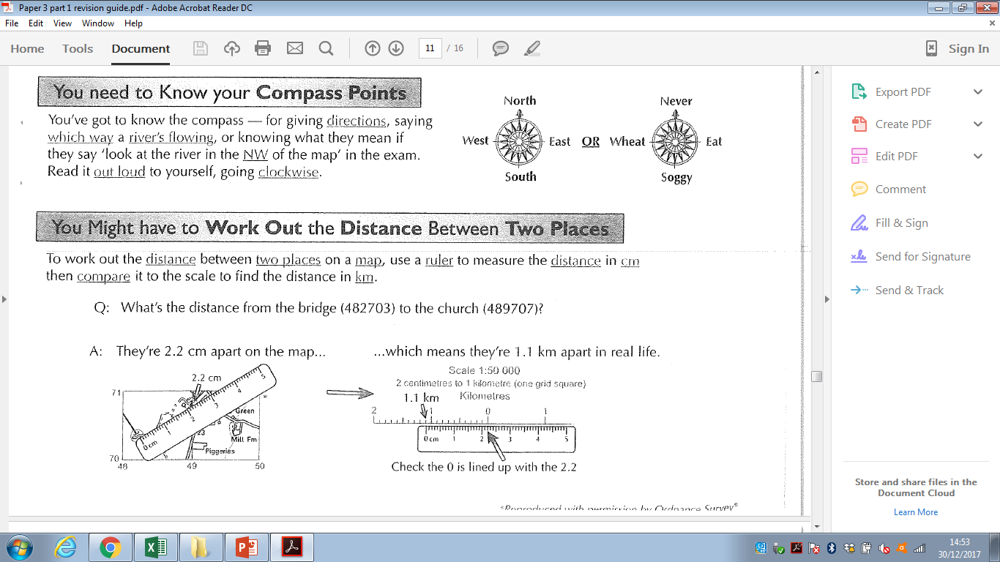 Paper 3 part 1 revision guide.pdf - Adobe Acrobat Reader DC
File Edit View Window Help
Home Tools Document 11 / 16 Sign In
You need to Know your Compass Points
You've got to know the compass — for giving directions, saying
which way a river's flowing, or knowing what they mean if
they say 'look at the river in the NW of the map' in the exam.
Read it out loud to yourself, going clockwise.
North
West East
South
OR
Never
Wheat Eat
Soggy
You Might have to Work Out the Distance Between Two Places
To work out the distance between two places on a map, use a ruler to measure the distance in cm
then compare it to the scale to find the distance in km.
Q: What's the distance from the bridge (482703) to the church (489707)?
A: They're 2.2 cm apart on the map...
...which means they're 1.1 km apart in real life.
2.2 cm
71
0 cm 1 2 3 4 5
Green
23
Mill Fm
Piggeries
70
48 49 50
Scale 1:50 000
2 centimetres to 1 kilometre (one grid square)
1.1 km Kilometres
2 1 0 1
0 cm 1 2 3 4 5
Check the 0 is lined up with the 2.2
*Reproduced with permission by Ordnance Survey®
Export PDF
Create PDF
Edit PDF
Comment
Fill & Sign
Send for Signature
Send & Track
Store and share files in the
Document Cloud
Learn More
14:53
30/12/2017